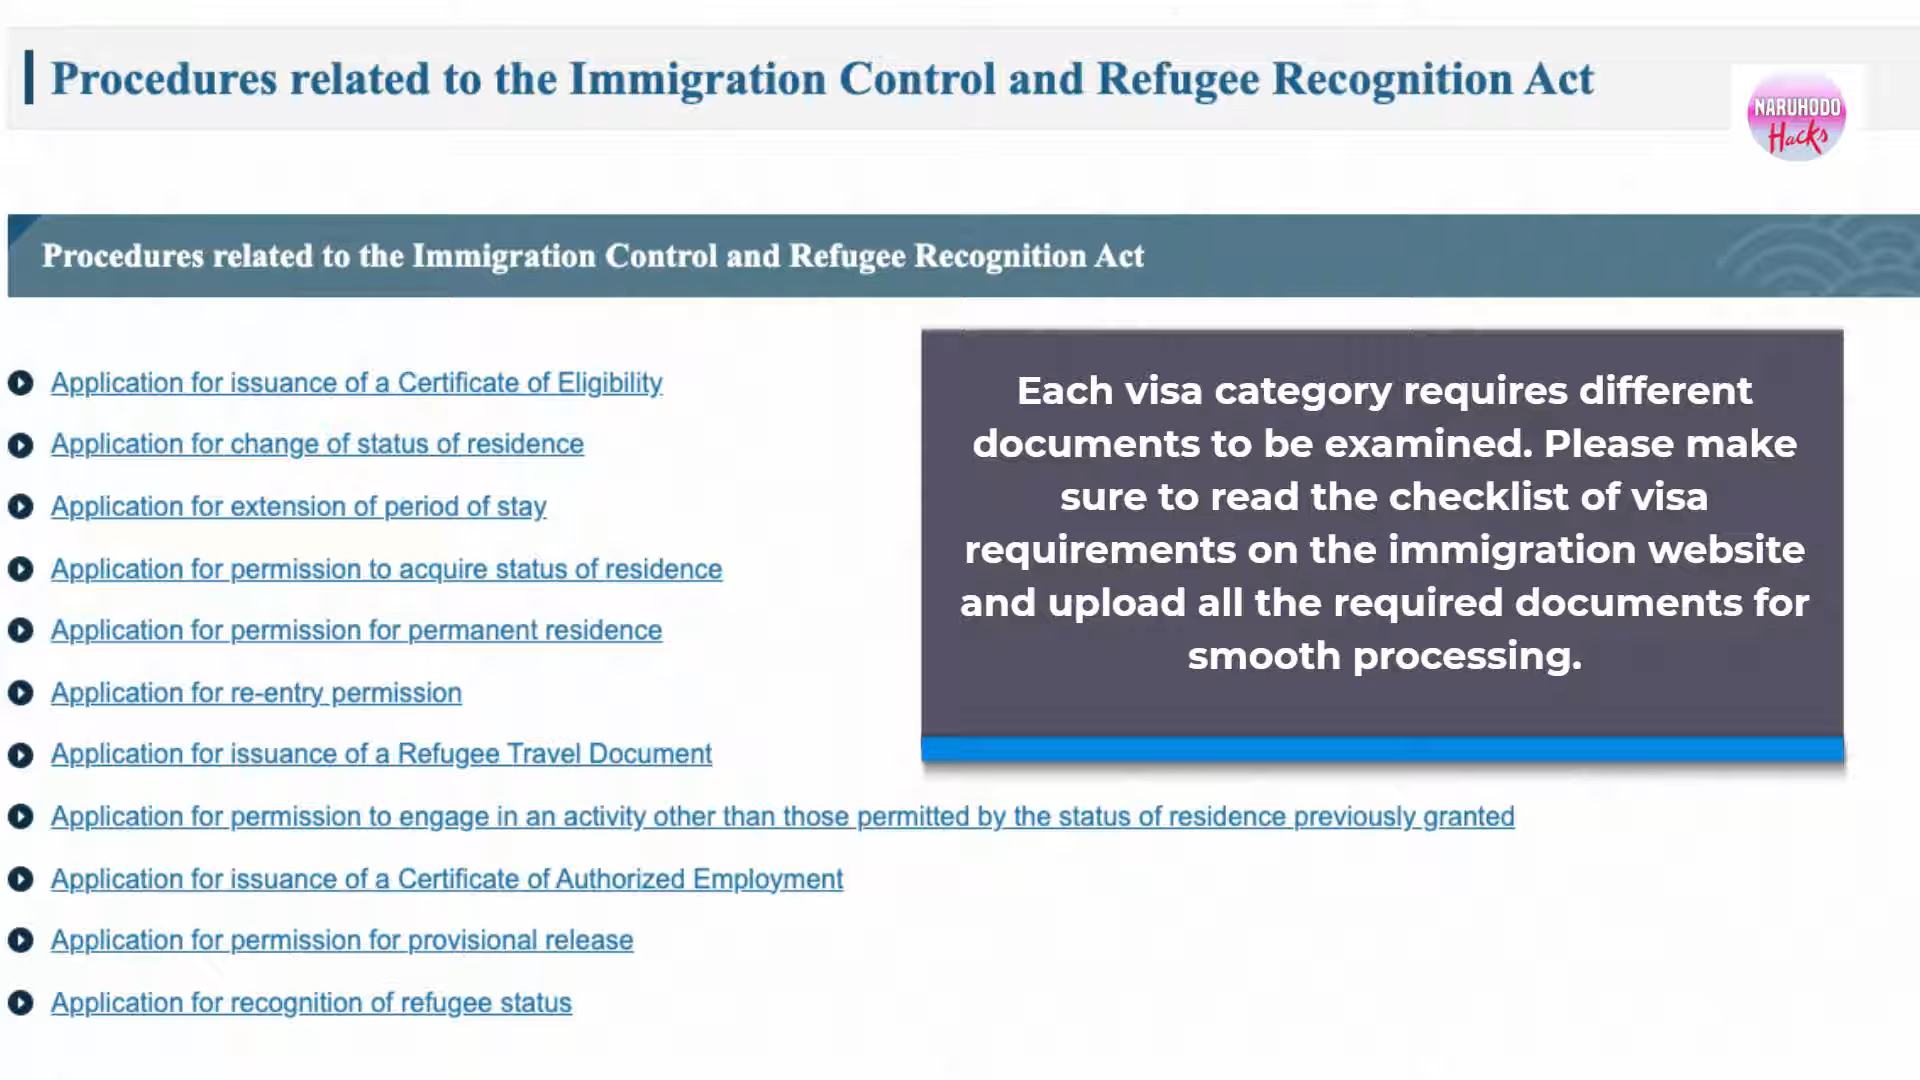 Procedures related to the Immigration Control and Refugee Recognition Act
NARUHODO
Hacks
Procedures related to the Immigration Control and Refugee Recognition Act
Application for issuance of a Certificate of Eligibility
Application for change of status of residence
Application for extension of period of stay
Application for permission to acquire status of residence
Application for permission for permanent residence
Application for re-entry permission
Application for issuance of a Refugee Travel Document
Application for permission to engage in an activity other than those permitted by the status of residence previously granted
Application for issuance of a Certificate of Authorized Employment
Application for permission for provisional release
Application for recognition of refugee status
Each visa category requires different
documents to be examined. Please make
sure to read the checklist of visa
requirements on the immigration website
and upload all the required documents for
smooth processing.